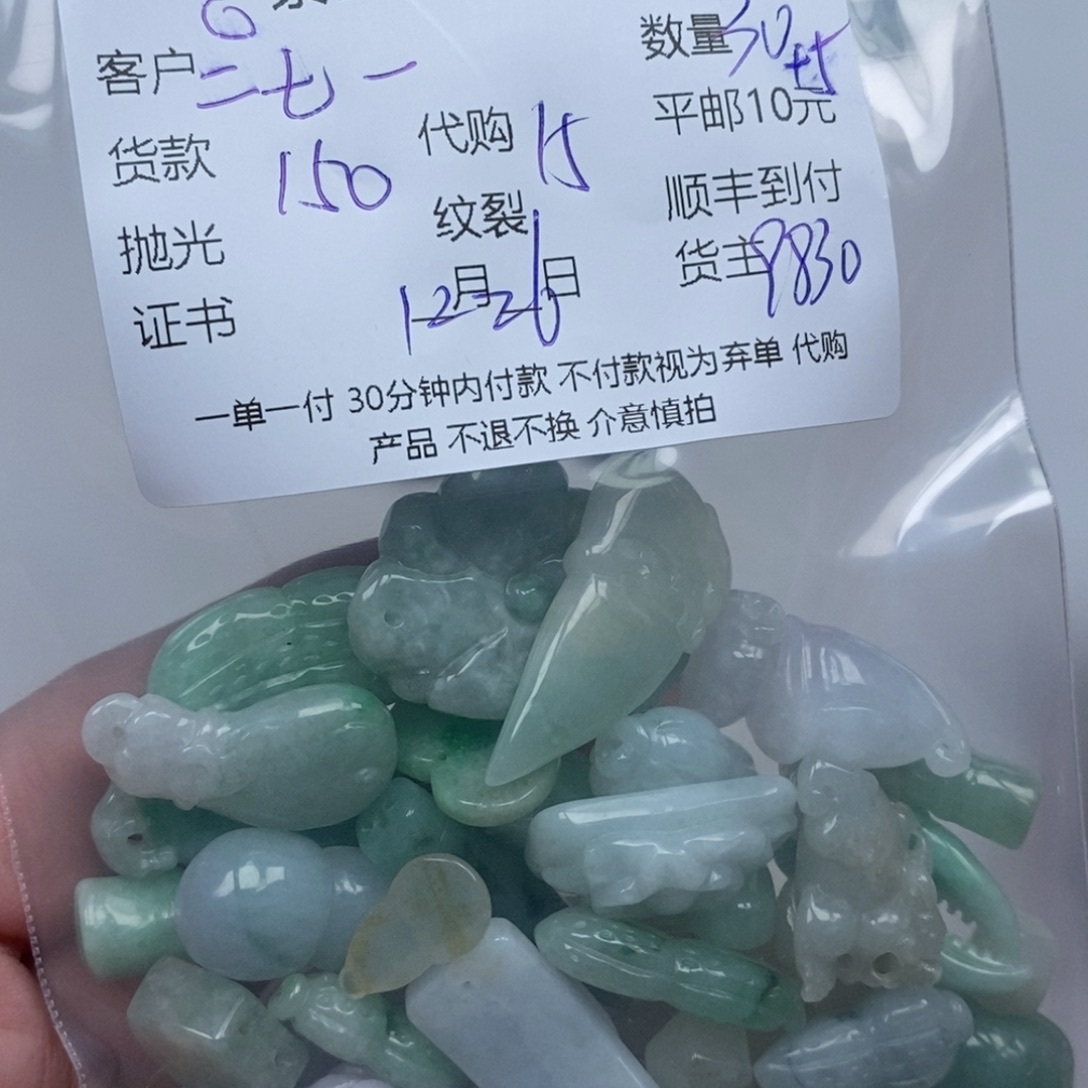 客户 二七一 数量 30+5
货款 150 代购 15 平邮10元
抛光 纹裂 顺丰到付
证书 12月26日 货主 9830
一单一付 30分钟内付款 不付款视为弃单 代购
产品 不退不换 介意慎拍